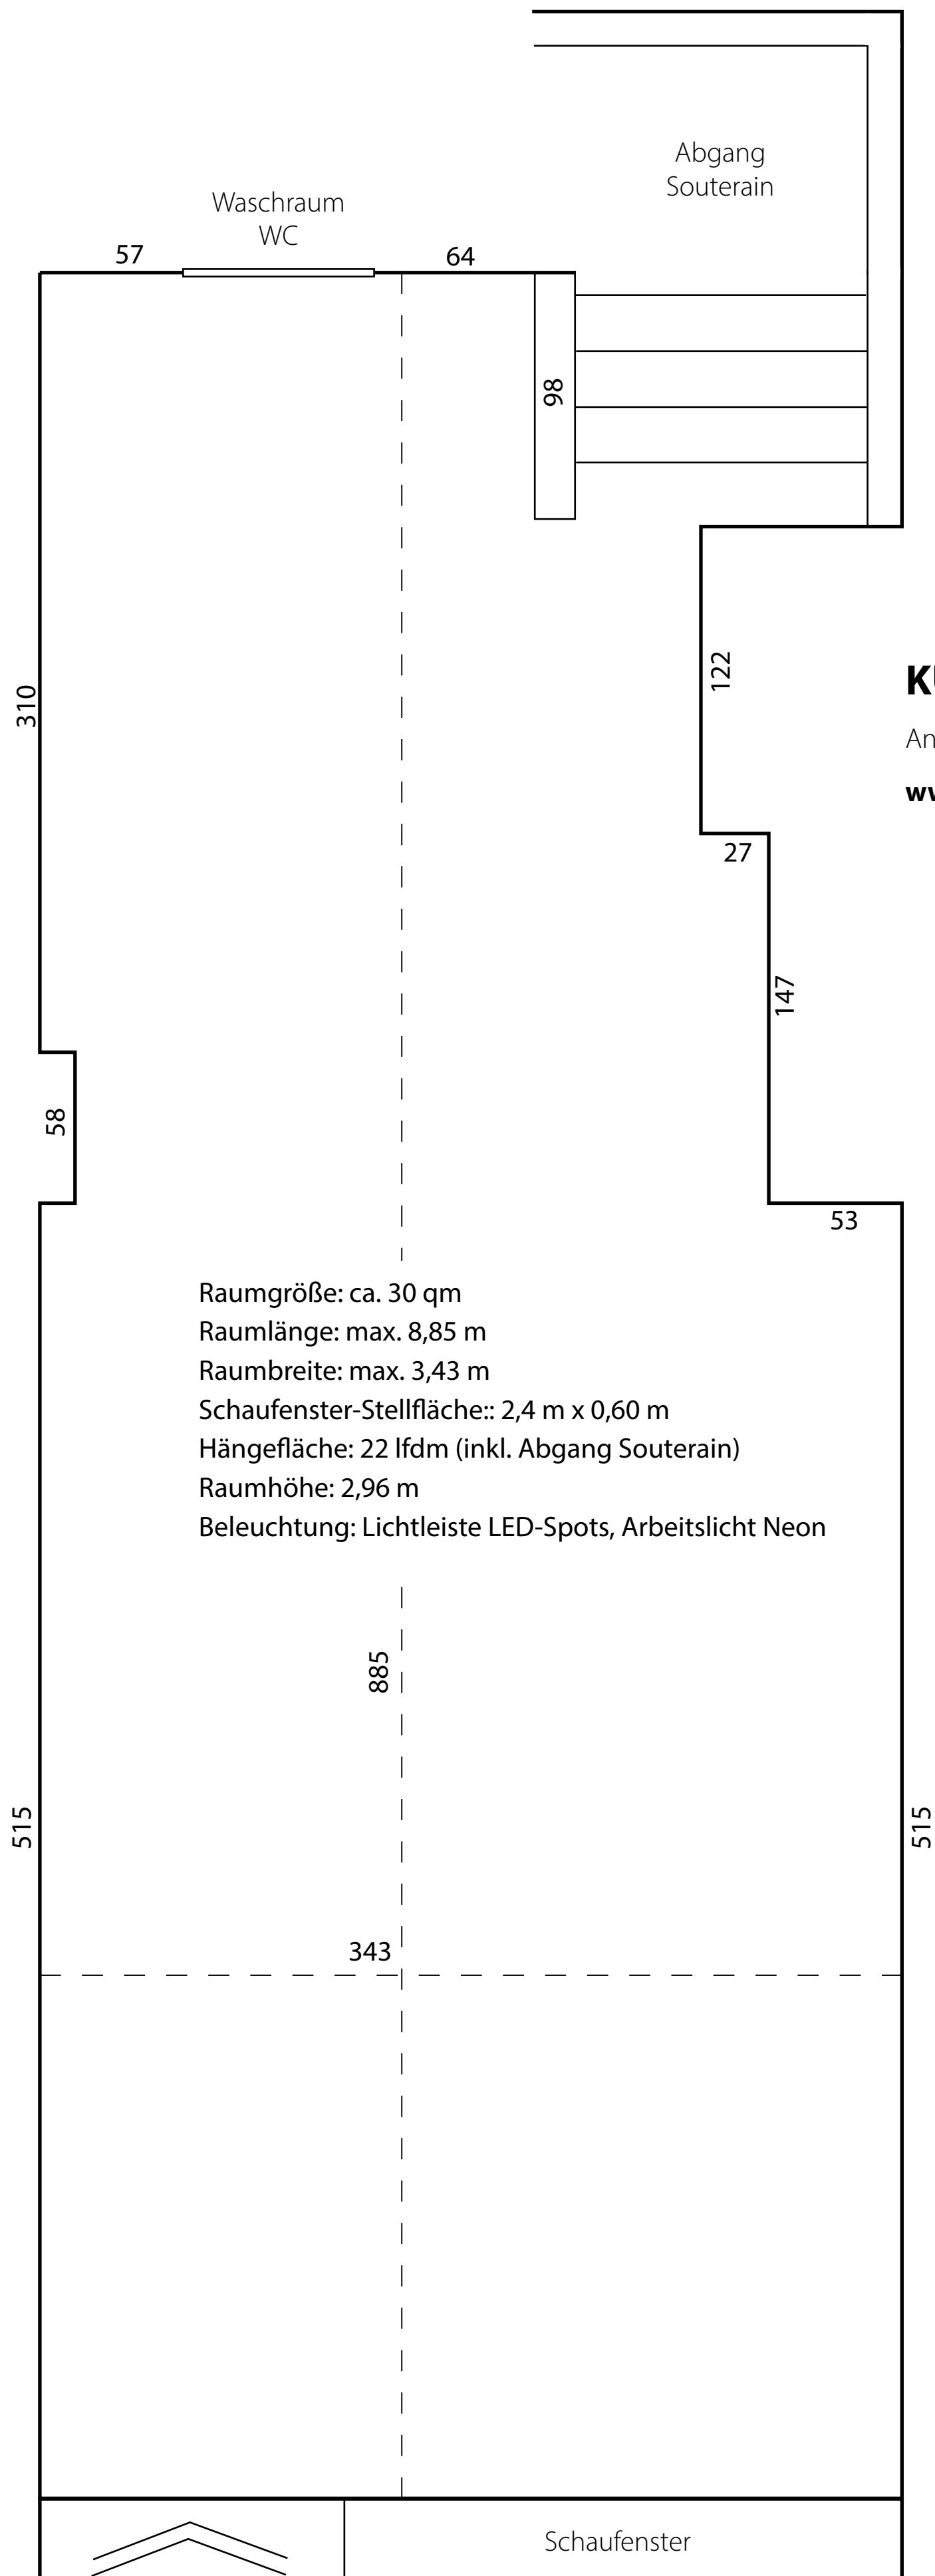 Abgang
Souterain
Waschraum
WC
57
64
98
310
122
27
147
58
53
Raumgröße: ca. 30 qm
Raumlänge: max. 8,85 m
Raumbreite: max. 3,43 m
Schaufenster-Stellfläche:: 2,4 m x 0,60 m
Hängefläche: 22 lfdm (inkl. Abgang Souterain)
Raumhöhe: 2,96 m
Beleuchtung: Lichtleiste LED-Spots, Arbeitslicht Neon
885
515
515
343
Schaufenster